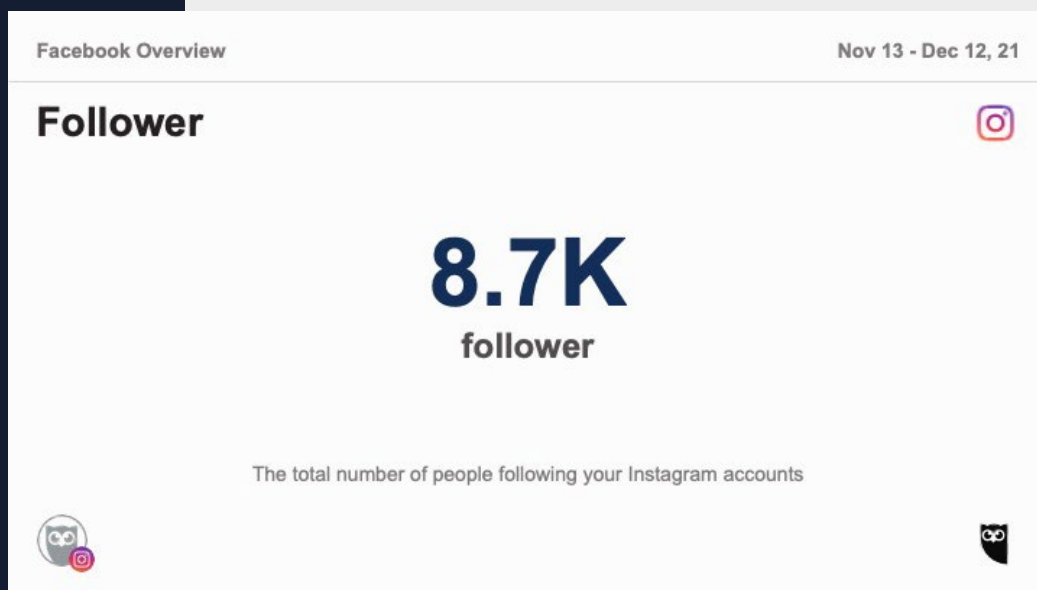 Facebook Overview
Nov 13 - Dec 12, 21
Follower
8.7K
follower
The total number of people following your Instagram accounts